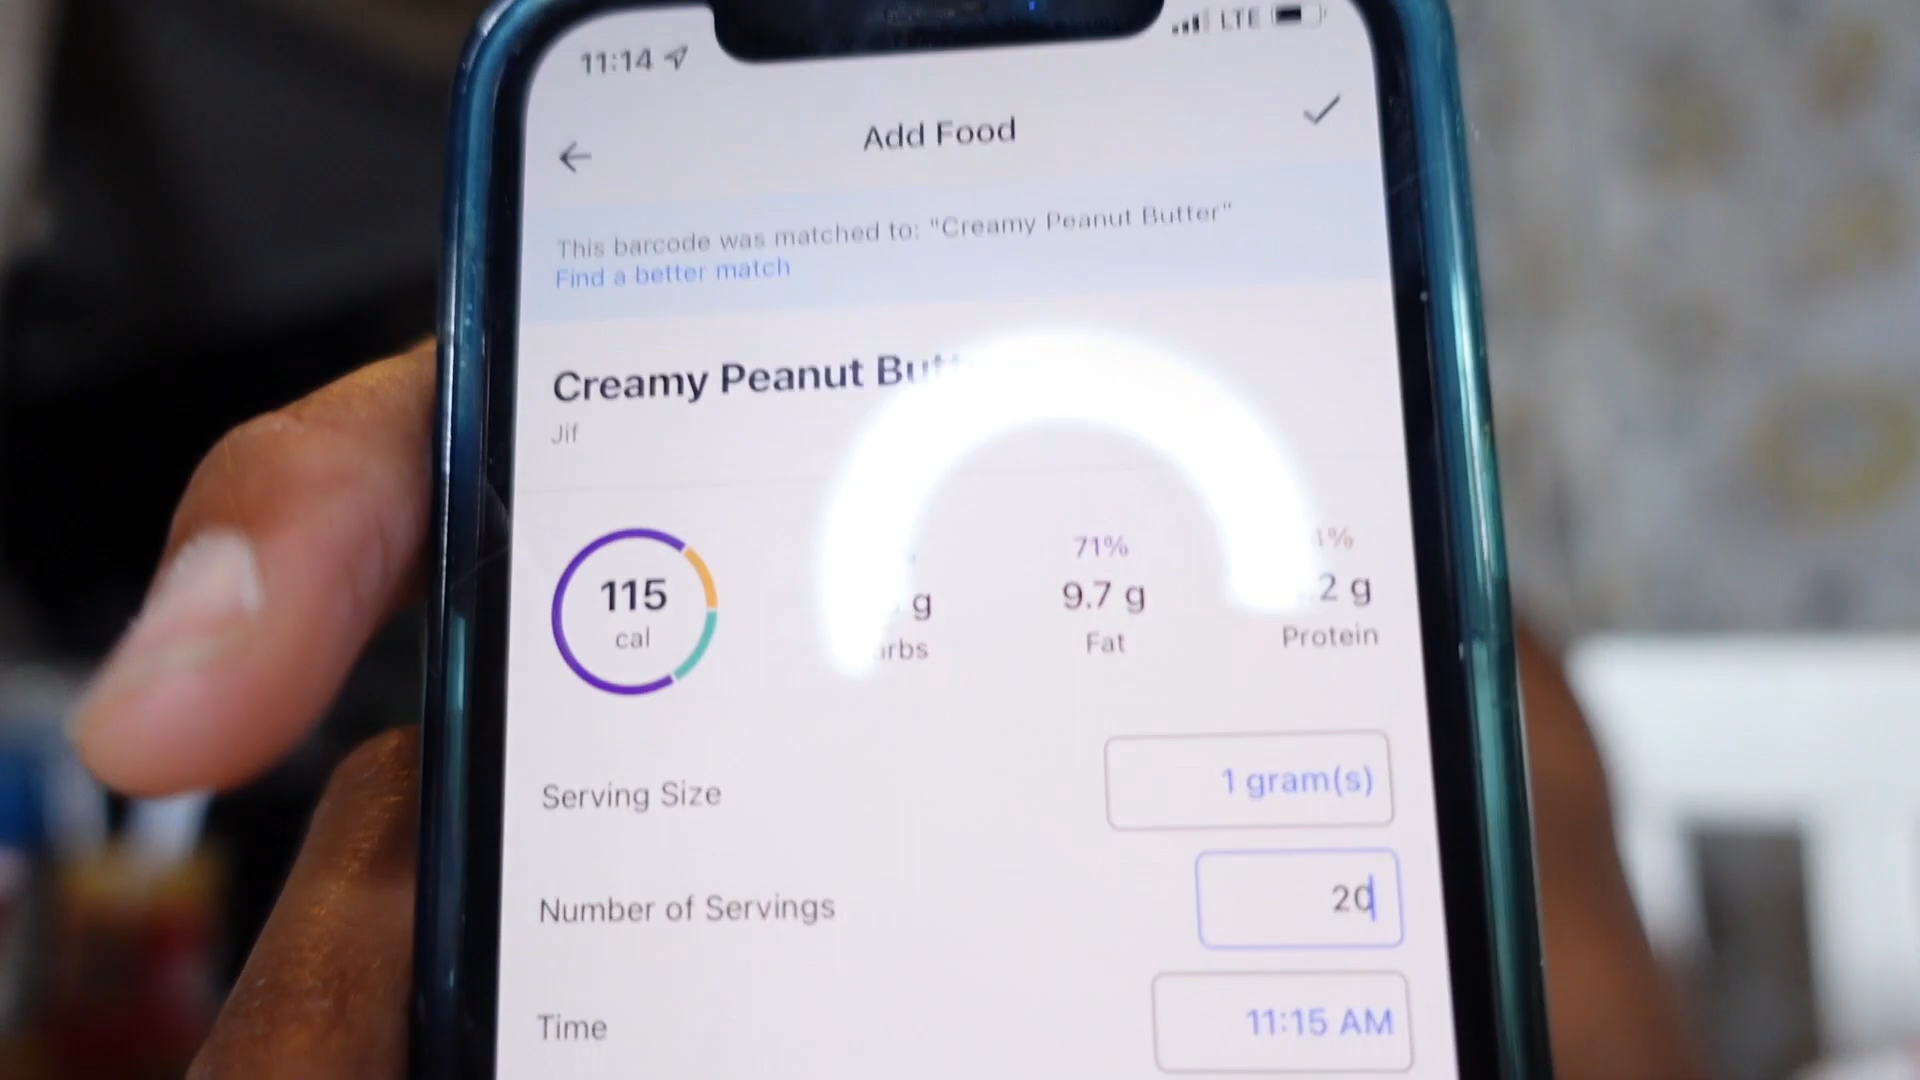 11:14 LTE
Add Food
This barcode was matched to: "Creamy Peanut Butter"
Find a better match
Creamy Peanut
Jif
71%
115 g 9.7 g 2 g
cal Fat Protein
Serving Size 1 gram(s)
Number of Servings 20
Time 11:15 AM